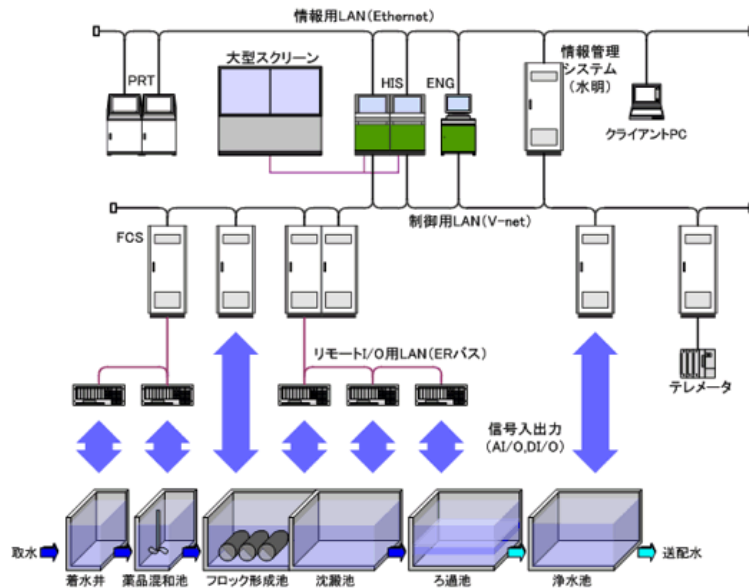 情報用LAN(Ethernet)
PRT
大型スクリーン
HIS
ENG
情報管理
システム
(水明)
クライアントPC
制御用LAN(V-net)
FCS
リモートI/O用LAN(ERバス)
テレメータ
信号入出力
(AI/O,DI/O)
取水
着水井
薬品混和池
フロック形成池
沈殿池
ろ過池
浄水池
送配水